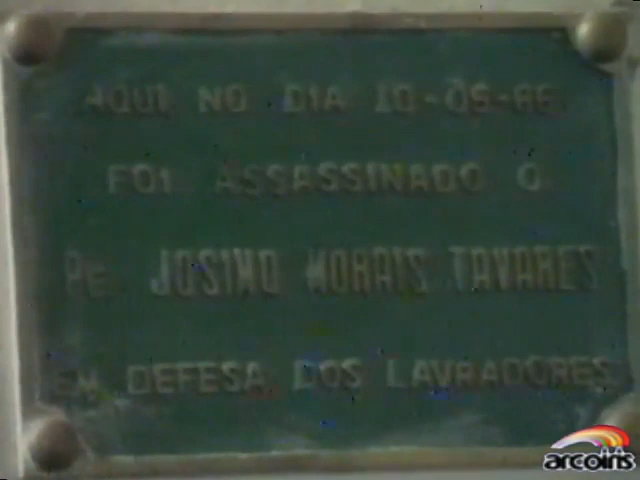 AQUI NO DIA 10-05-86
FOI ASSASSINADO O
Pe. JOSIMO MORAIS TAVARES
EM DEFESA DOS LAVRADORES
arcoiris